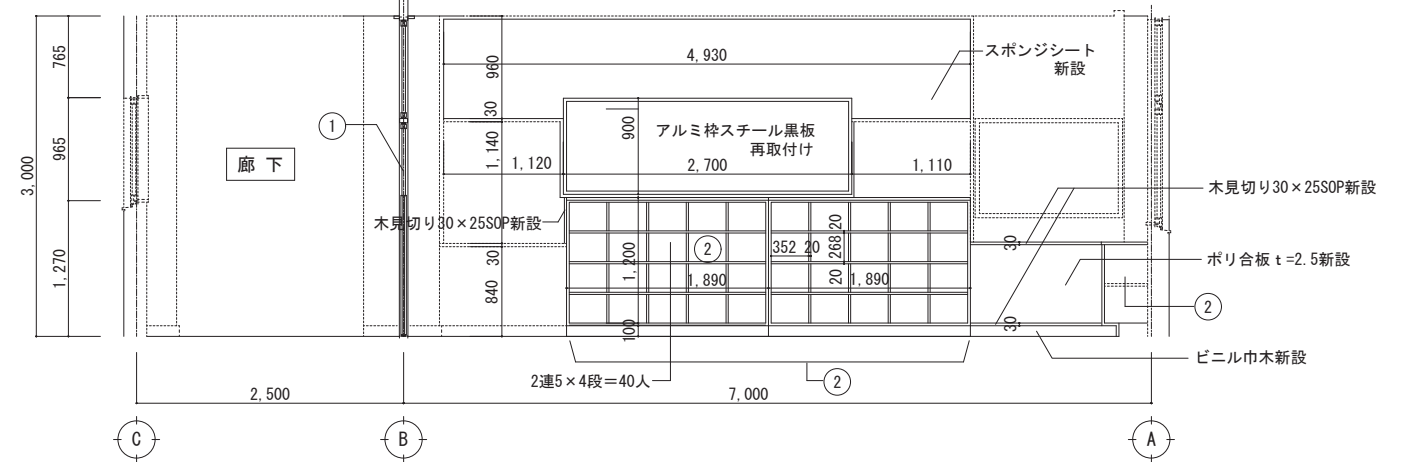 765
965
1,270
3,000
廊 下
①
960
30
1,140
30
840
4,930
スポンジシート
新設
900
アルミ枠スチール黒板
再取付け
1,120
2,700
1,110
木見切り30×25SOP新設
木見切り30×25SOP新設
②
1,200
1,890
352 20
20
268
20
1,890
100
30
30
ポリ合板 t=2.5新設
②
ビニル巾木新設
2連5×4段=40人
②
2,500
7,000
C
B
A